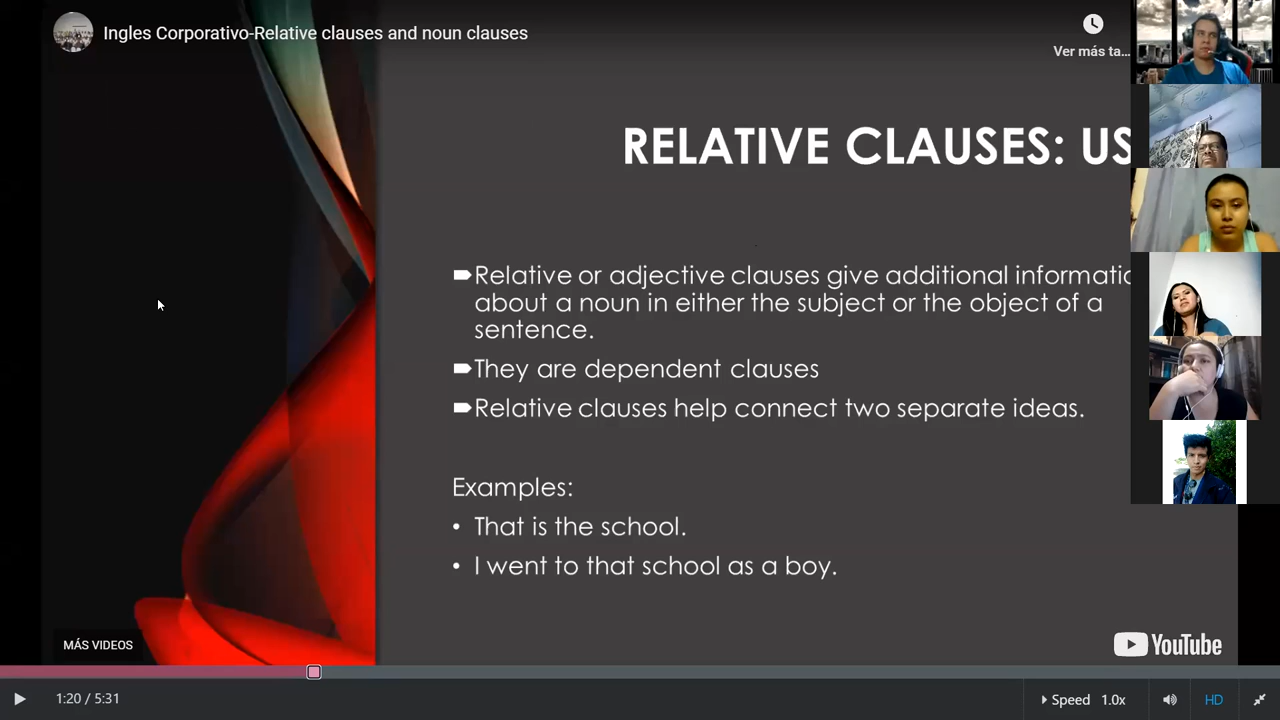 Ingles Corporativo-Relative clauses and noun clauses
Ver más ta...
RELATIVE CLAUSES: US
Relative or adjective clauses give additional informatic
about a noun in either the subject or the object of a
sentence.
They are dependent clauses
Relative clauses help connect two separate ideas.
Examples:
• That is the school.
• I went to that school as a boy.
MÁS VIDEOS
YouTube
1:20 / 5:31
Speed 1.0x
HD